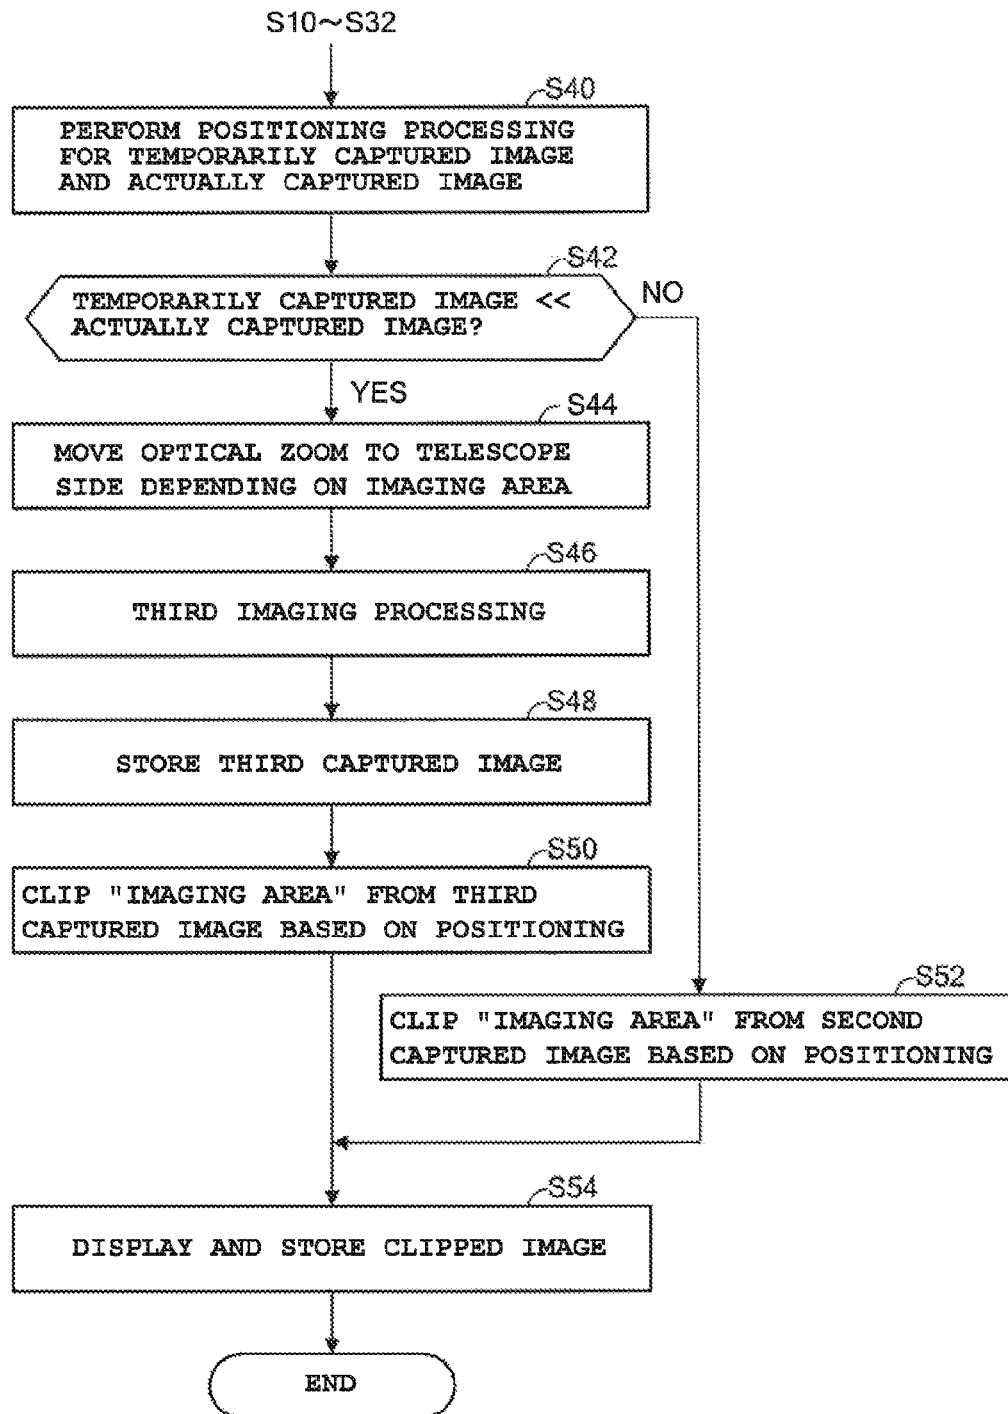 S10~S32
S40
PERFORM POSITIONING PROCESSING
FOR TEMPORARILY CAPTURED IMAGE
AND ACTUALLY CAPTURED IMAGE
S42
TEMPORARILY CAPTURED IMAGE <<
ACTUALLY CAPTURED IMAGE?
NO
YES
S44
MOVE OPTICAL ZOOM TO TELESCOPE
SIDE DEPENDING ON IMAGING AREA
S46
THIRD IMAGING PROCESSING
S48
STORE THIRD CAPTURED IMAGE
S50
CLIP "IMAGING AREA" FROM THIRD
CAPTURED IMAGE BASED ON POSITIONING
S52
CLIP "IMAGING AREA" FROM SECOND
CAPTURED IMAGE BASED ON POSITIONING
S54
DISPLAY AND STORE CLIPPED IMAGE
END